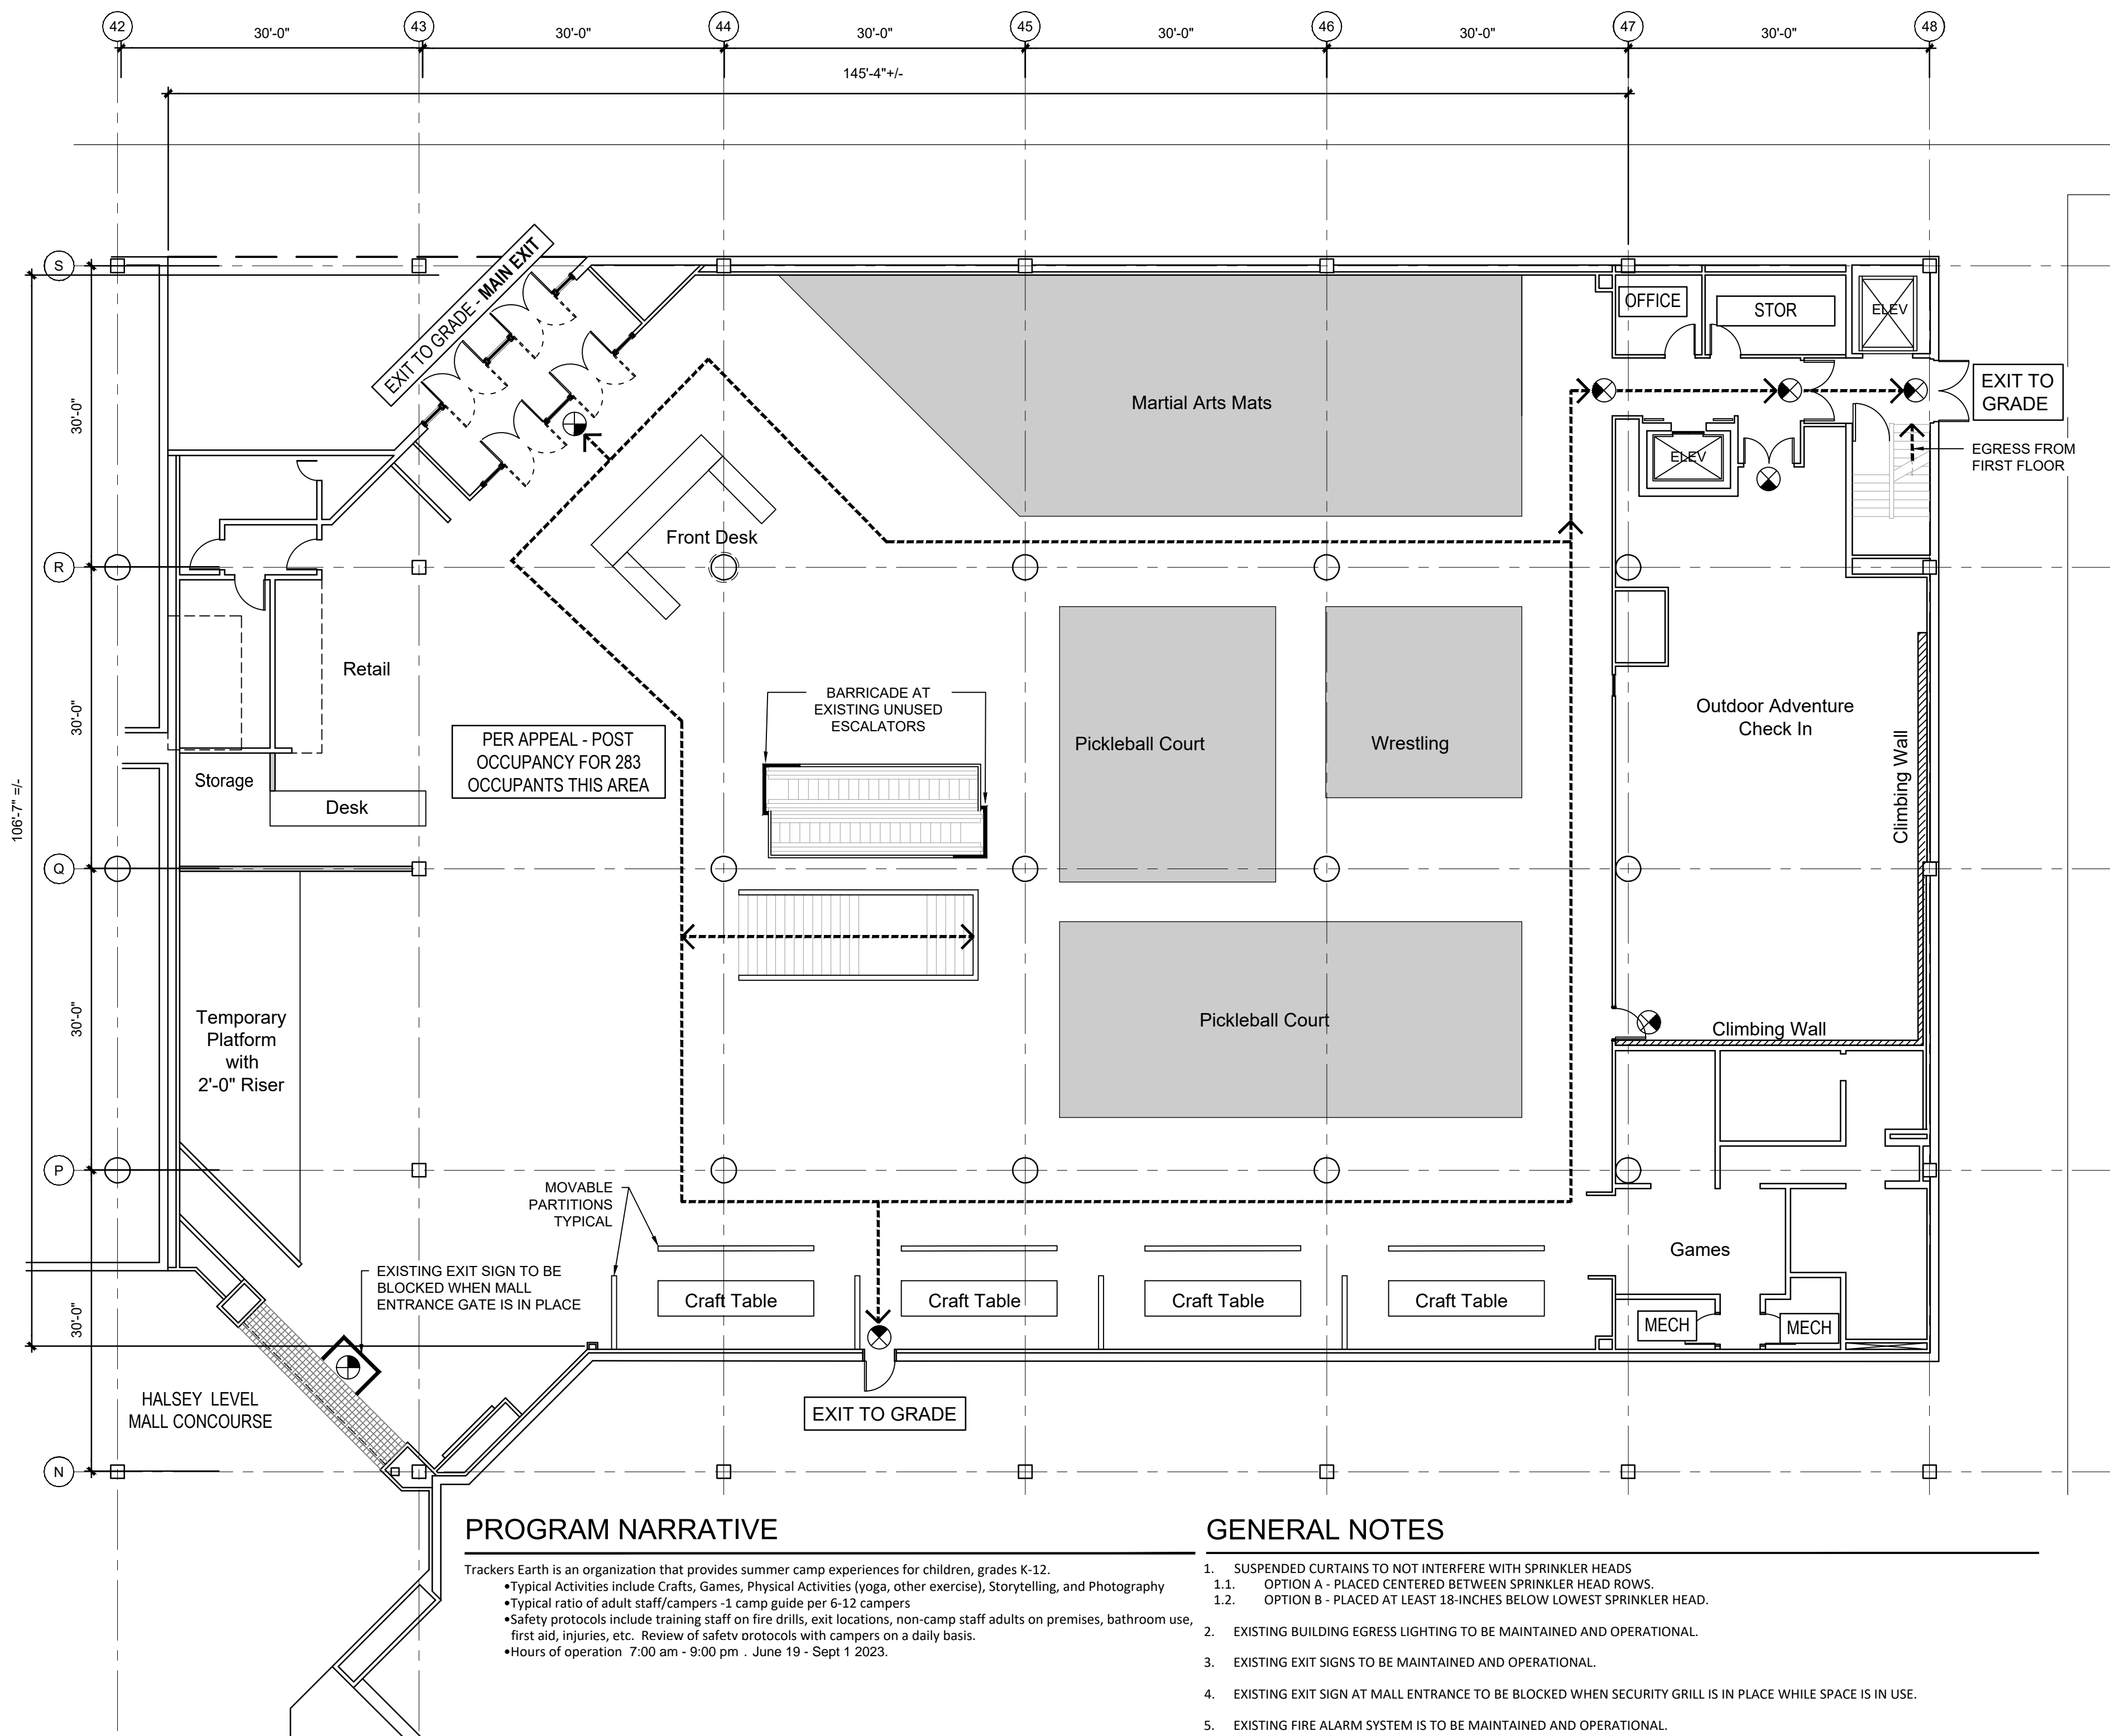 42
43
44
45
46
47
48
30'-0"
30'-0"
30'-0"
30'-0"
30'-0"
30'-0"
145'-4"+/-
S
R
Q
P
N
30'-0"
30'-0"
30'-0"
30'-0"
106'-7" =/-
EXIT TO GRADE - MAIN EXIT
OFFICE
STOR
ELEV
EXIT TO
GRADE
EGRESS FROM
FIRST FLOOR
ELEV
Martial Arts Mats
Front Desk
Retail
BARRICADE AT
EXISTING UNUSED
ESCALATORS
PER APPEAL - POST
OCCUPANCY FOR 283
OCCUPANTS THIS AREA
Storage
Desk
Pickleball Court
Wrestling
Outdoor Adventure
Check In
Climbing Wall
Temporary
Platform
with
2'-0" Riser
Pickleball Court
Climbing Wall
MOVABLE
PARTITIONS
TYPICAL
EXISTING EXIT SIGN TO BE
BLOCKED WHEN MALL
ENTRANCE GATE IS IN PLACE
Games
Craft Table
Craft Table
Craft Table
Craft Table
MECH
MECH
HALSEY LEVEL
MALL CONCOURSE
EXIT TO GRADE
PROGRAM NARRATIVE
Trackers Earth is an organization that provides summer camp experiences for children, grades K-12.
•Typical Activities include Crafts, Games, Physical Activities (yoga, other exercise), Storytelling, and Photography
•Typical ratio of adult staff/campers -1 camp guide per 6-12 campers
•Safety protocols include training staff on fire drills, exit locations, non-camp staff adults on premises, bathroom use,
first aid, injuries, etc. Review of safety protocols with campers on a daily basis.
•Hours of operation 7:00 am - 9:00 pm . June 19 - Sept 1 2023.
GENERAL NOTES
1. SUSPENDED CURTAINS TO NOT INTERFERE WITH SPRINKLER HEADS
1.1. OPTION A - PLACED CENTERED BETWEEN SPRINKLER HEAD ROWS.
1.2. OPTION B - PLACED AT LEAST 18-INCHES BELOW LOWEST SPRINKLER HEAD.
2. EXISTING BUILDING EGRESS LIGHTING TO BE MAINTAINED AND OPERATIONAL.
3. EXISTING EXIT SIGNS TO BE MAINTAINED AND OPERATIONAL.
4. EXISTING EXIT SIGN AT MALL ENTRANCE TO BE BLOCKED WHEN SECURITY GRILL IS IN PLACE WHILE SPACE IS IN USE.
5. EXISTING FIRE ALARM SYSTEM IS TO BE MAINTAINED AND OPERATIONAL.